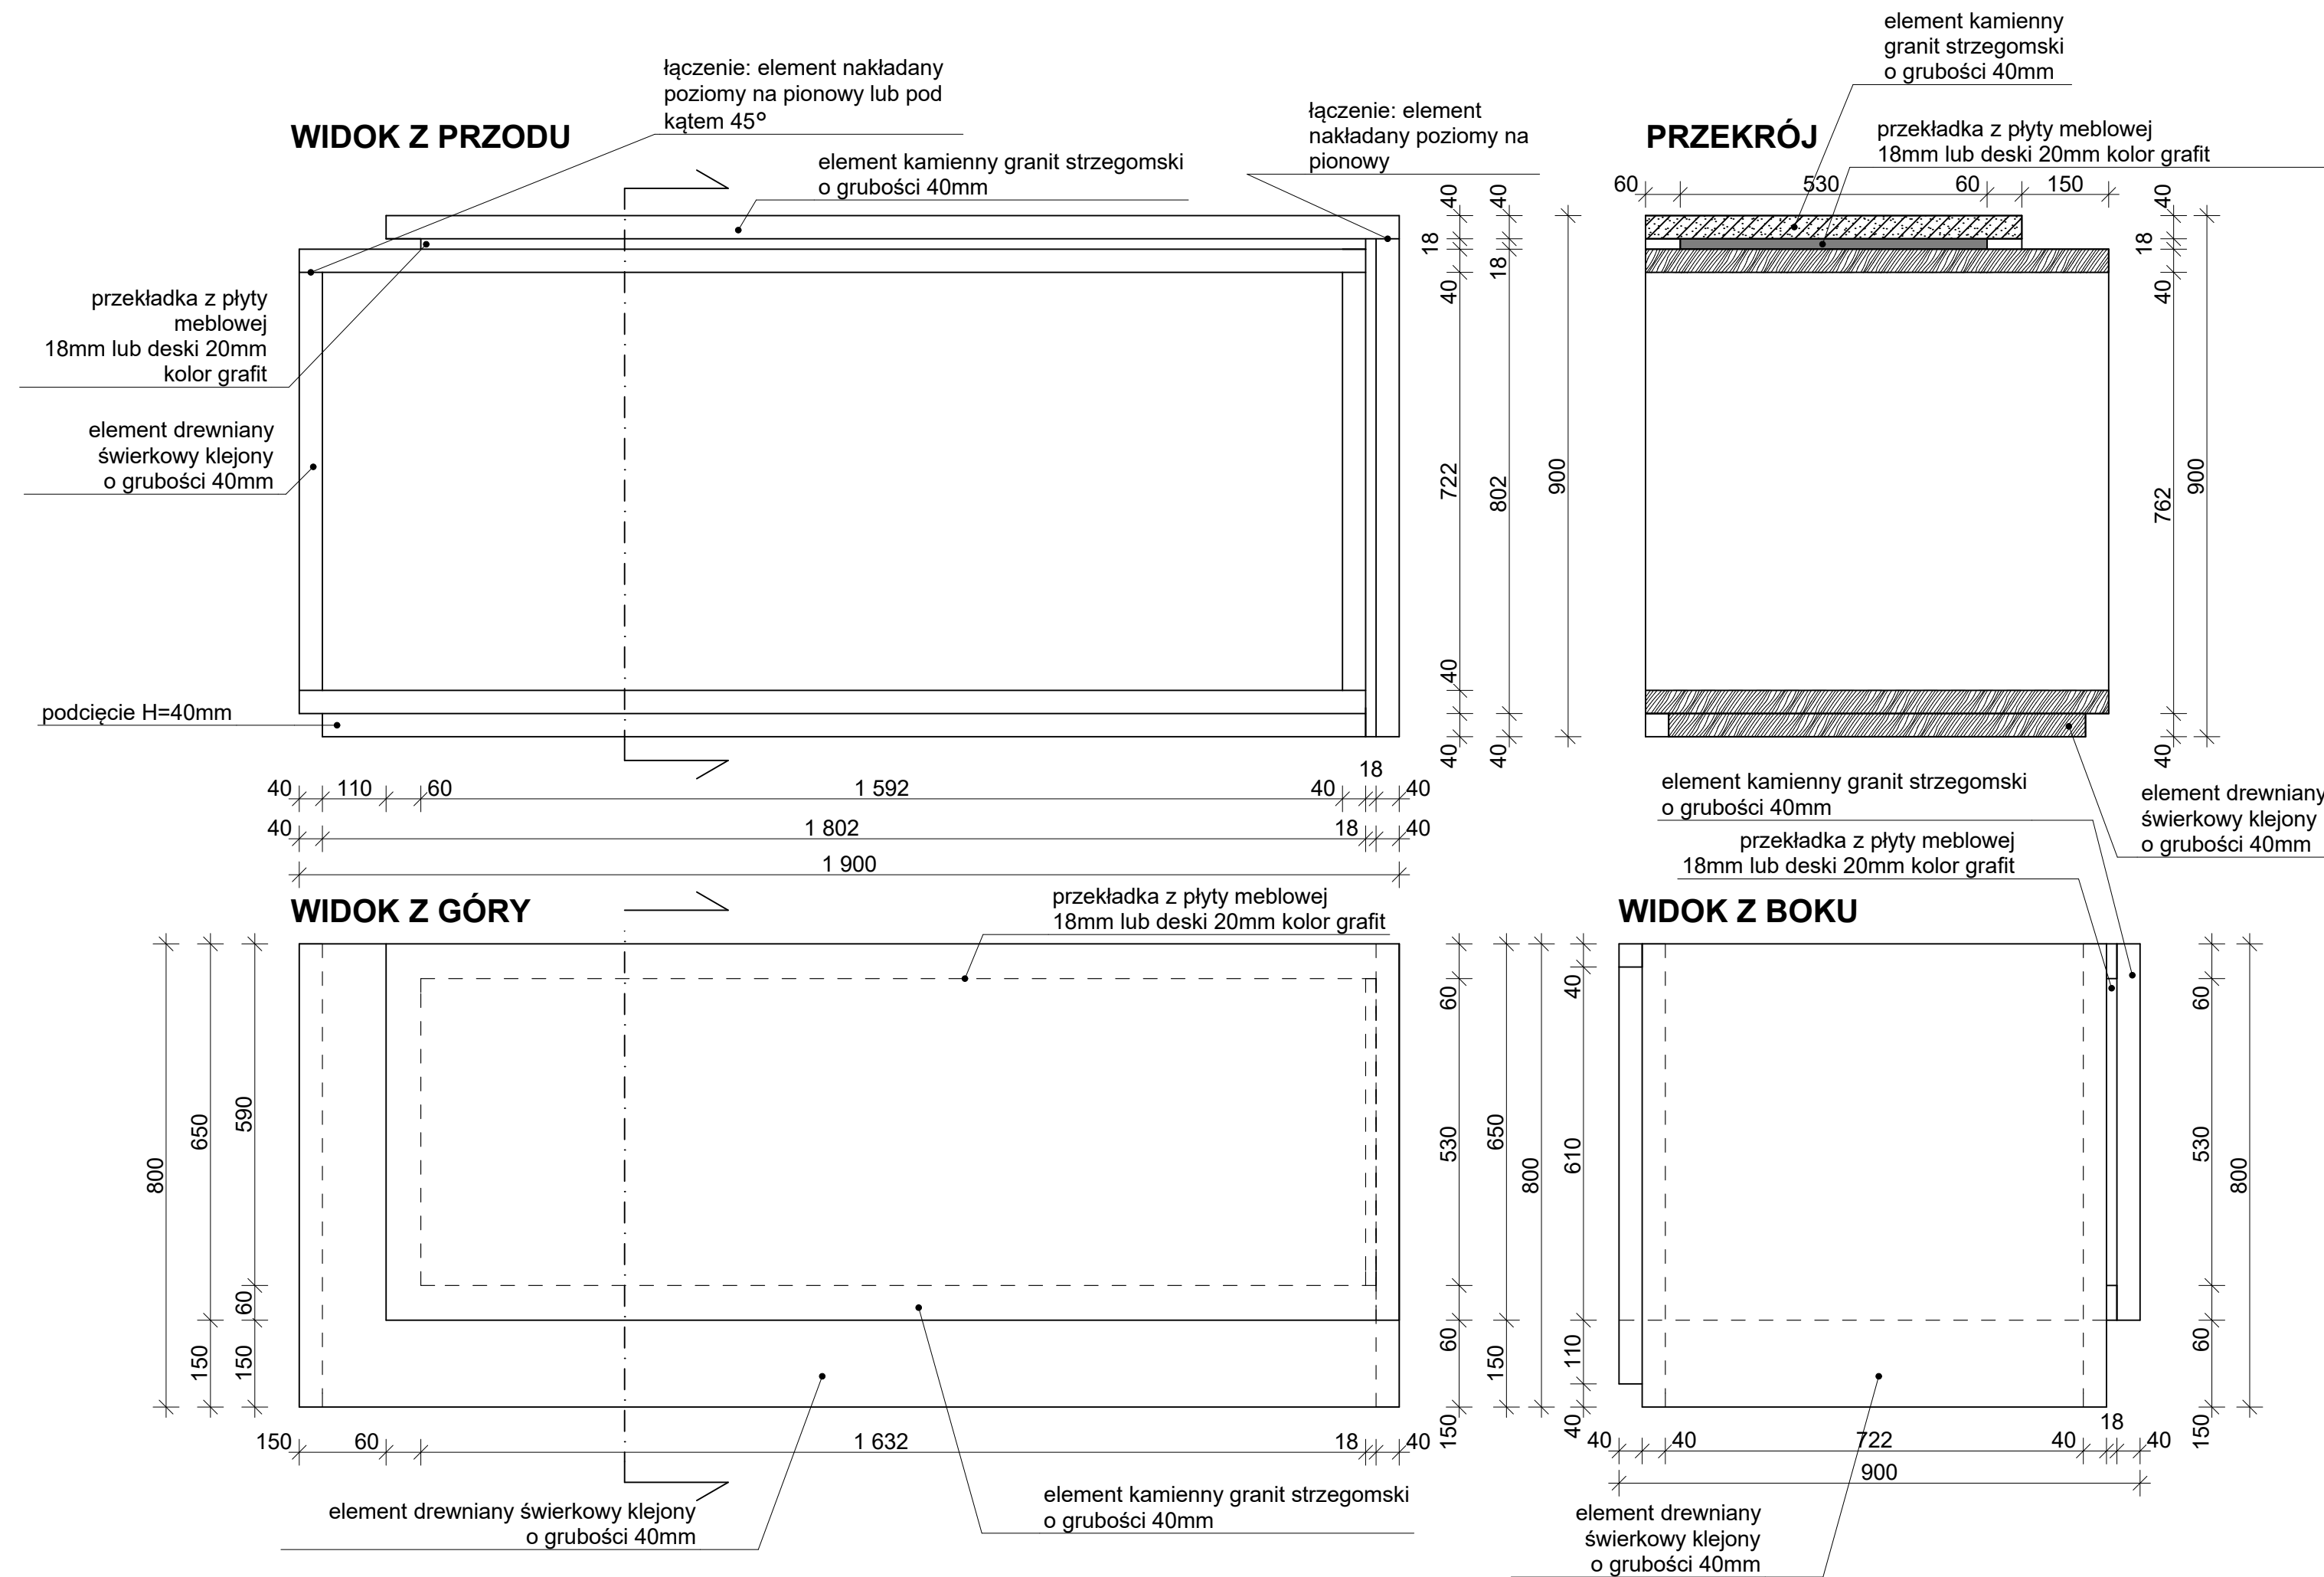 WIDOK Z PRZODU
łączenie: element nakładany
poziomy na pionowy lub pod
kątem 45°
element kamienny granit strzegomski
o grubości 40mm
łączenie: element
nakładany poziomy na
pionowy
przekładka z płyty
meblowej
18mm lub deski 20mm
kolor grafit
element drewniany
świerkowy klejony
o grubości 40mm
podcięcie H=40mm
40
18
40
722
40
40
40
18
802
40
900
18
40 110 60 1 592 40 40
40 1 802 18 40
1 900
PRZEKRÓJ
element kamienny
granit strzegomski
o grubości 40mm
przekładka z płyty meblowej
18mm lub deski 20mm kolor grafit
60 530 60 150
40
18
40
762
40
900
element drewniany
świerkowy klejony
o grubości 40mm
WIDOK Z GÓRY
przekładka z płyty meblowej
18mm lub deski 20mm kolor grafit
800
650
150
590
60
150
60
530
60
150
650
150
800
150 60 1 632 18 40
element drewniany świerkowy klejony
o grubości 40mm
element kamienny granit strzegomski
o grubości 40mm
WIDOK Z BOKU
element kamienny granit strzegomski
o grubości 40mm
przekładka z płyty meblowej
18mm lub deski 20mm kolor grafit
40
610
110
40
60
530
60
150
800
18
40 40 722 40 40
900
element drewniany
świerkowy klejony
o grubości 40mm